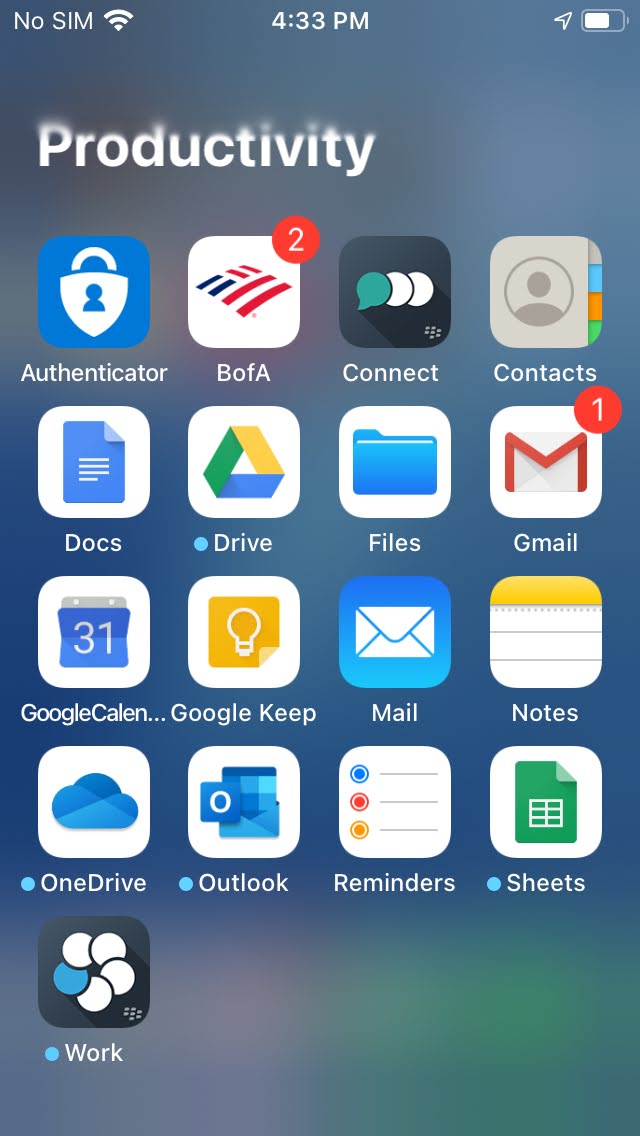 No SIM 4:33 PM
Productivity
2
Authenticator BofA Connect Contacts
1
Docs Drive Files Gmail
31
GoogleCalen... Google Keep Mail Notes
O
OneDrive Outlook Reminders Sheets
Work